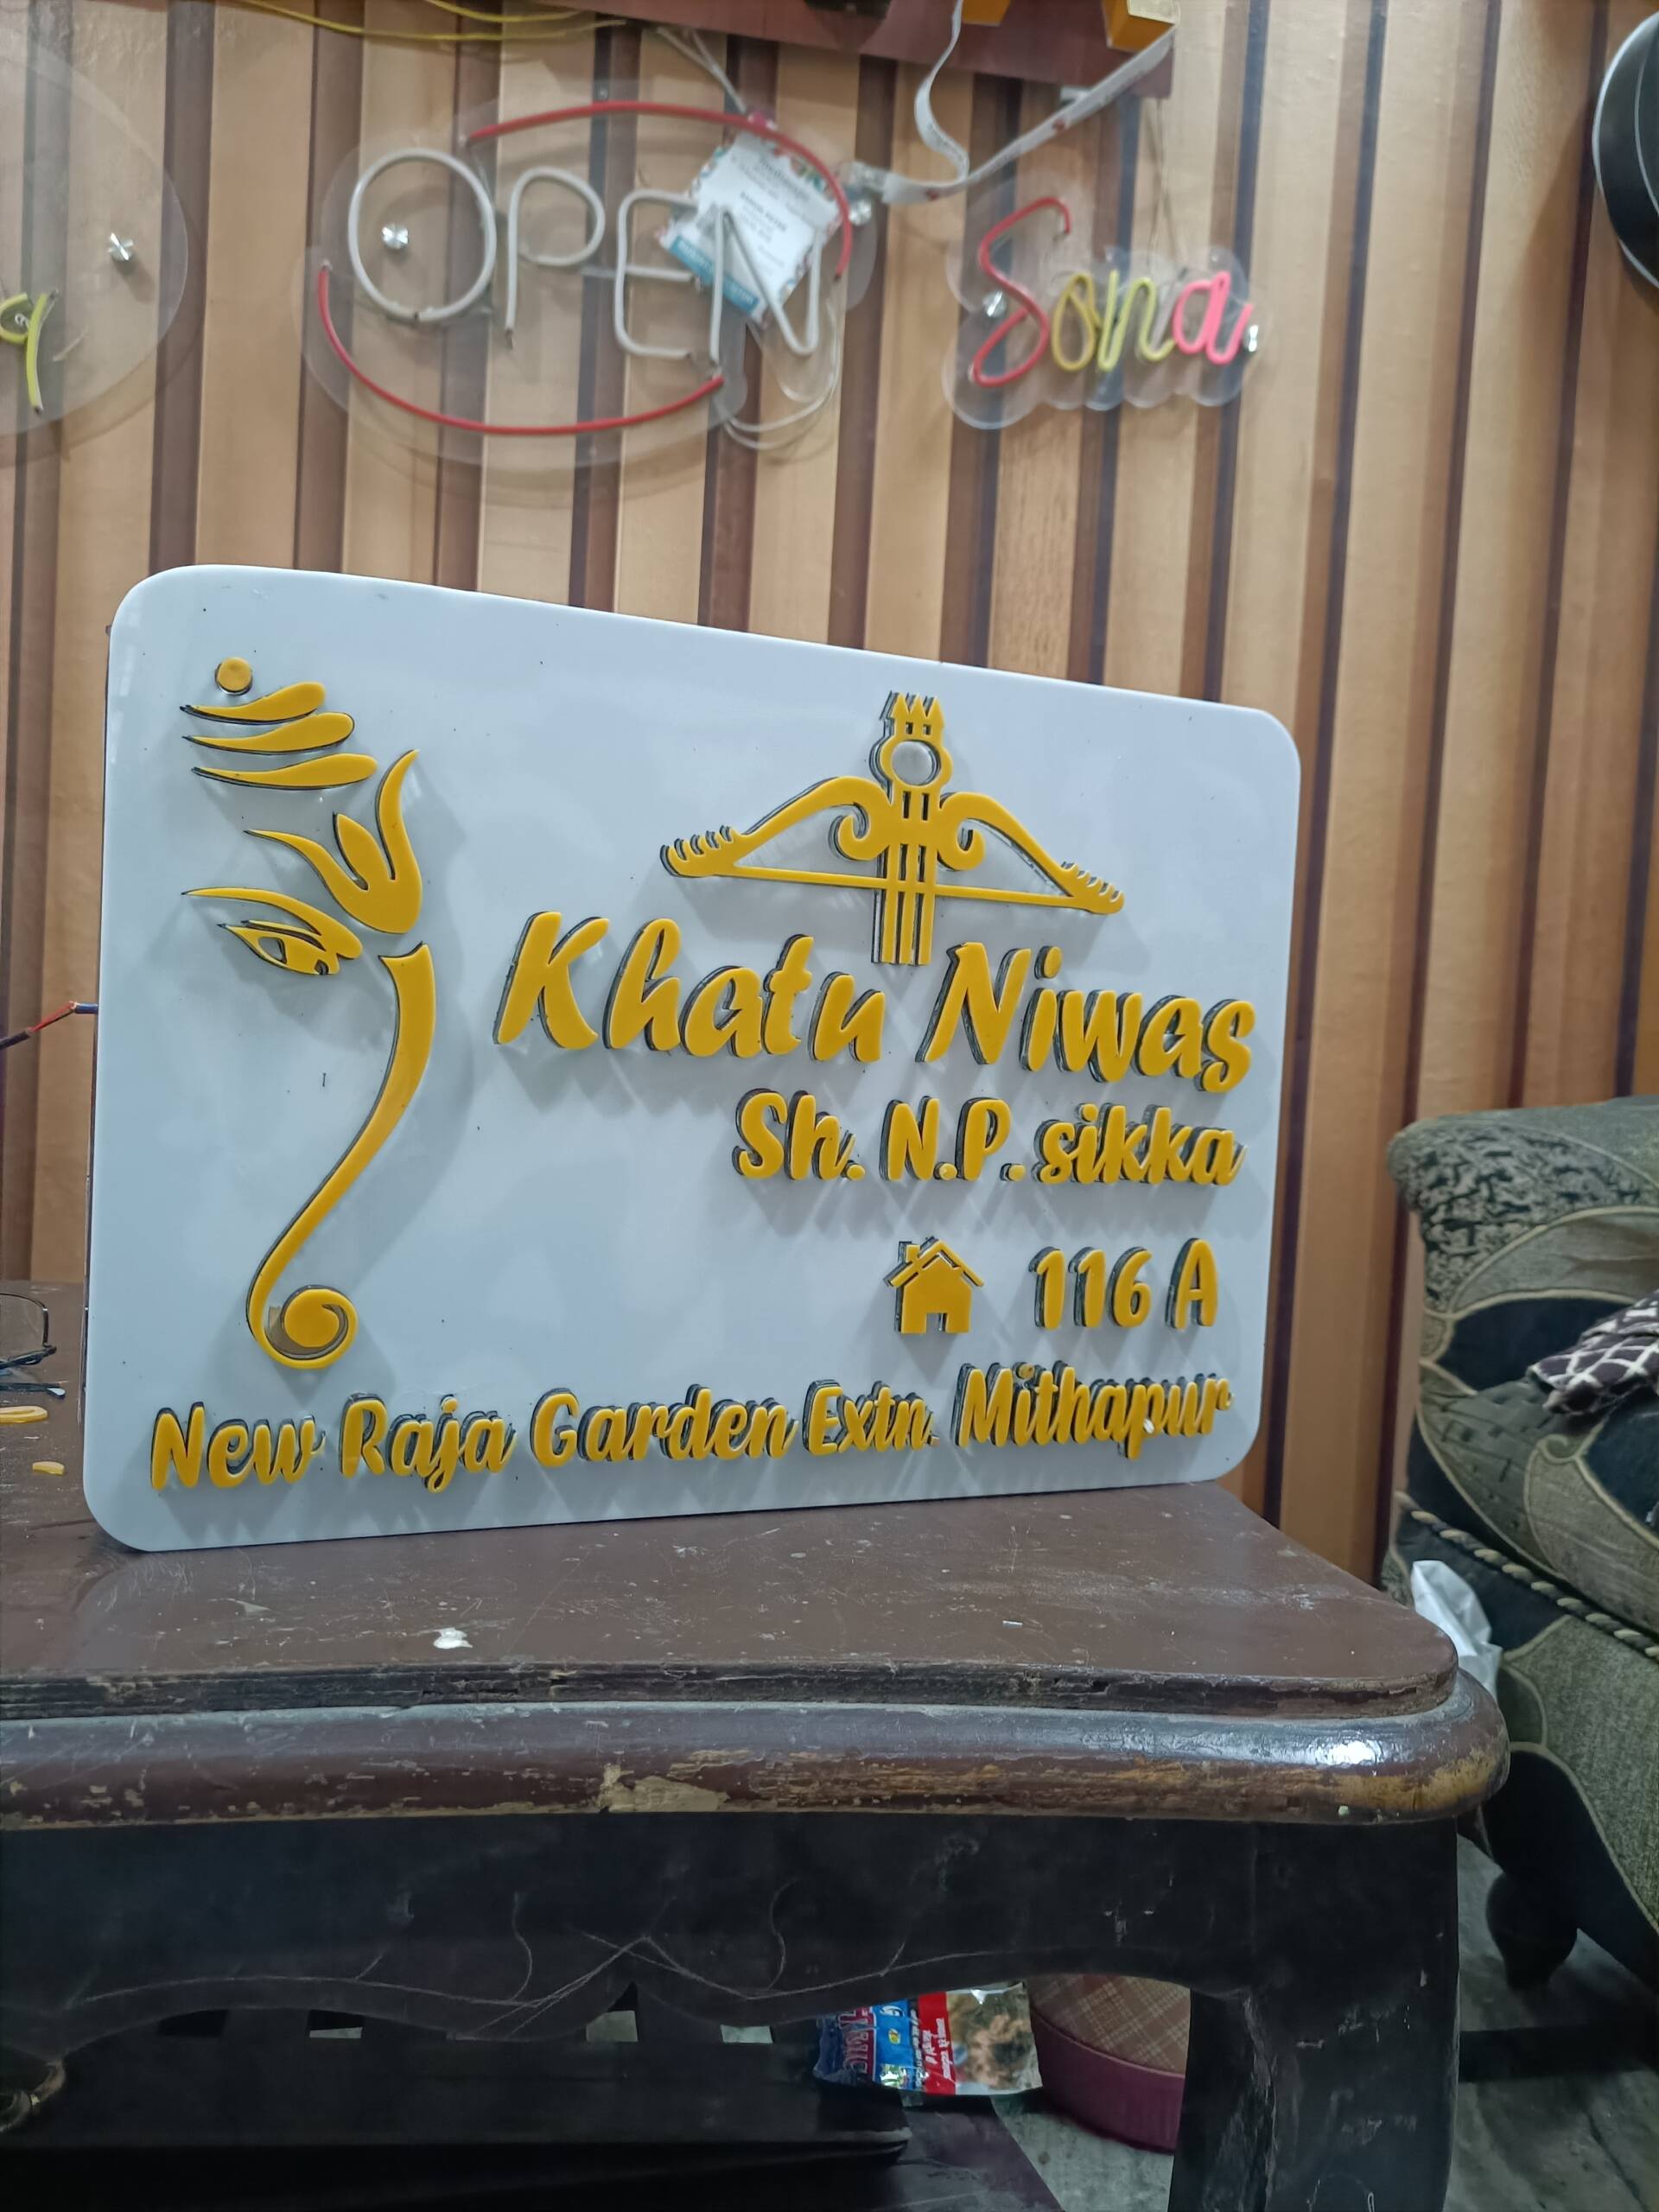 OPEN
Sona
Khatu Niwas
Sh. N.P. sikka
116 A
New Raja Garden Extn. Mithapur